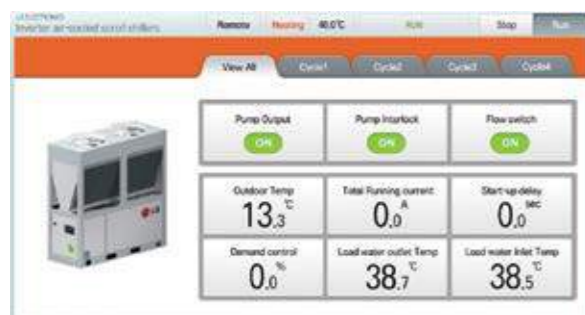 Inverter air-cooled scroll chillers
Remote Heating 40.0℃ RUN Stop Run
View All Cycle1 Cycle2 Cycle3 Cycle4
Pump Output Pump Interlock Flow switch
ON ON ON
Outdoor Temp Total Running current Start-up delay
13.3 ℃ 0.0 A 0.0 sec
Demand control Load water outlet Temp Load water Inlet Temp
0.0 % 38.7 ℃ 38.5 ℃
LG